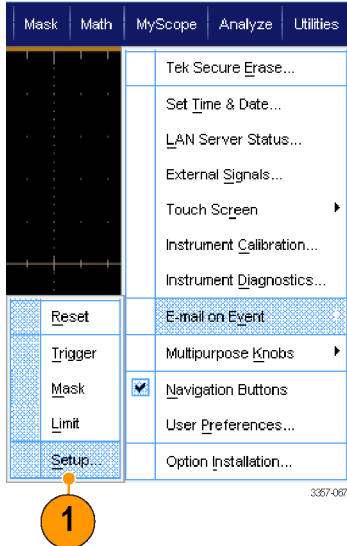 Mask Math MyScope Analyze Utilities
Tek Secure Erase...
Set Time & Date...
LAN Server Status...
External Signals...
Touch Screen
Instrument Calibration...
Instrument Diagnostics...
E-mail on Event
Multipurpose Knobs
Navigation Buttons
User Preferences...
Option Installation...
Reset
Trigger
Mask
Limit
Setup...
3357-067
1